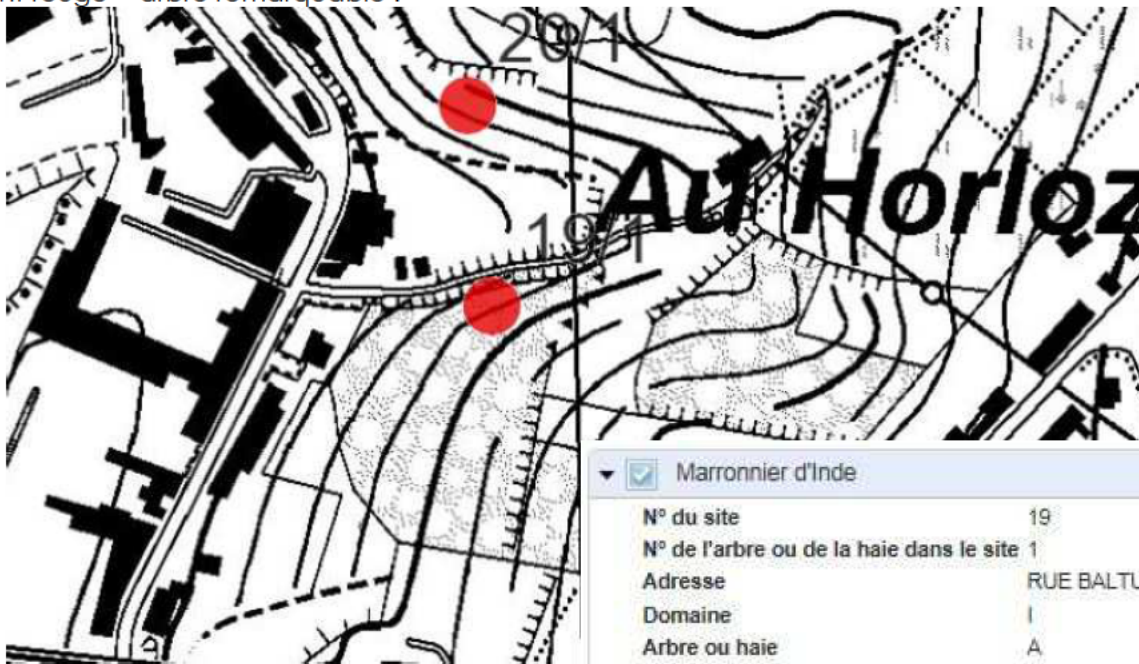 20/1
Au Horloz
19/1
Marronnier d'Inde
N° du site 19
N° de l'arbre ou de la haie dans le site 1
Adresse RUE BALTU
Domaine I
Arbre ou haie A